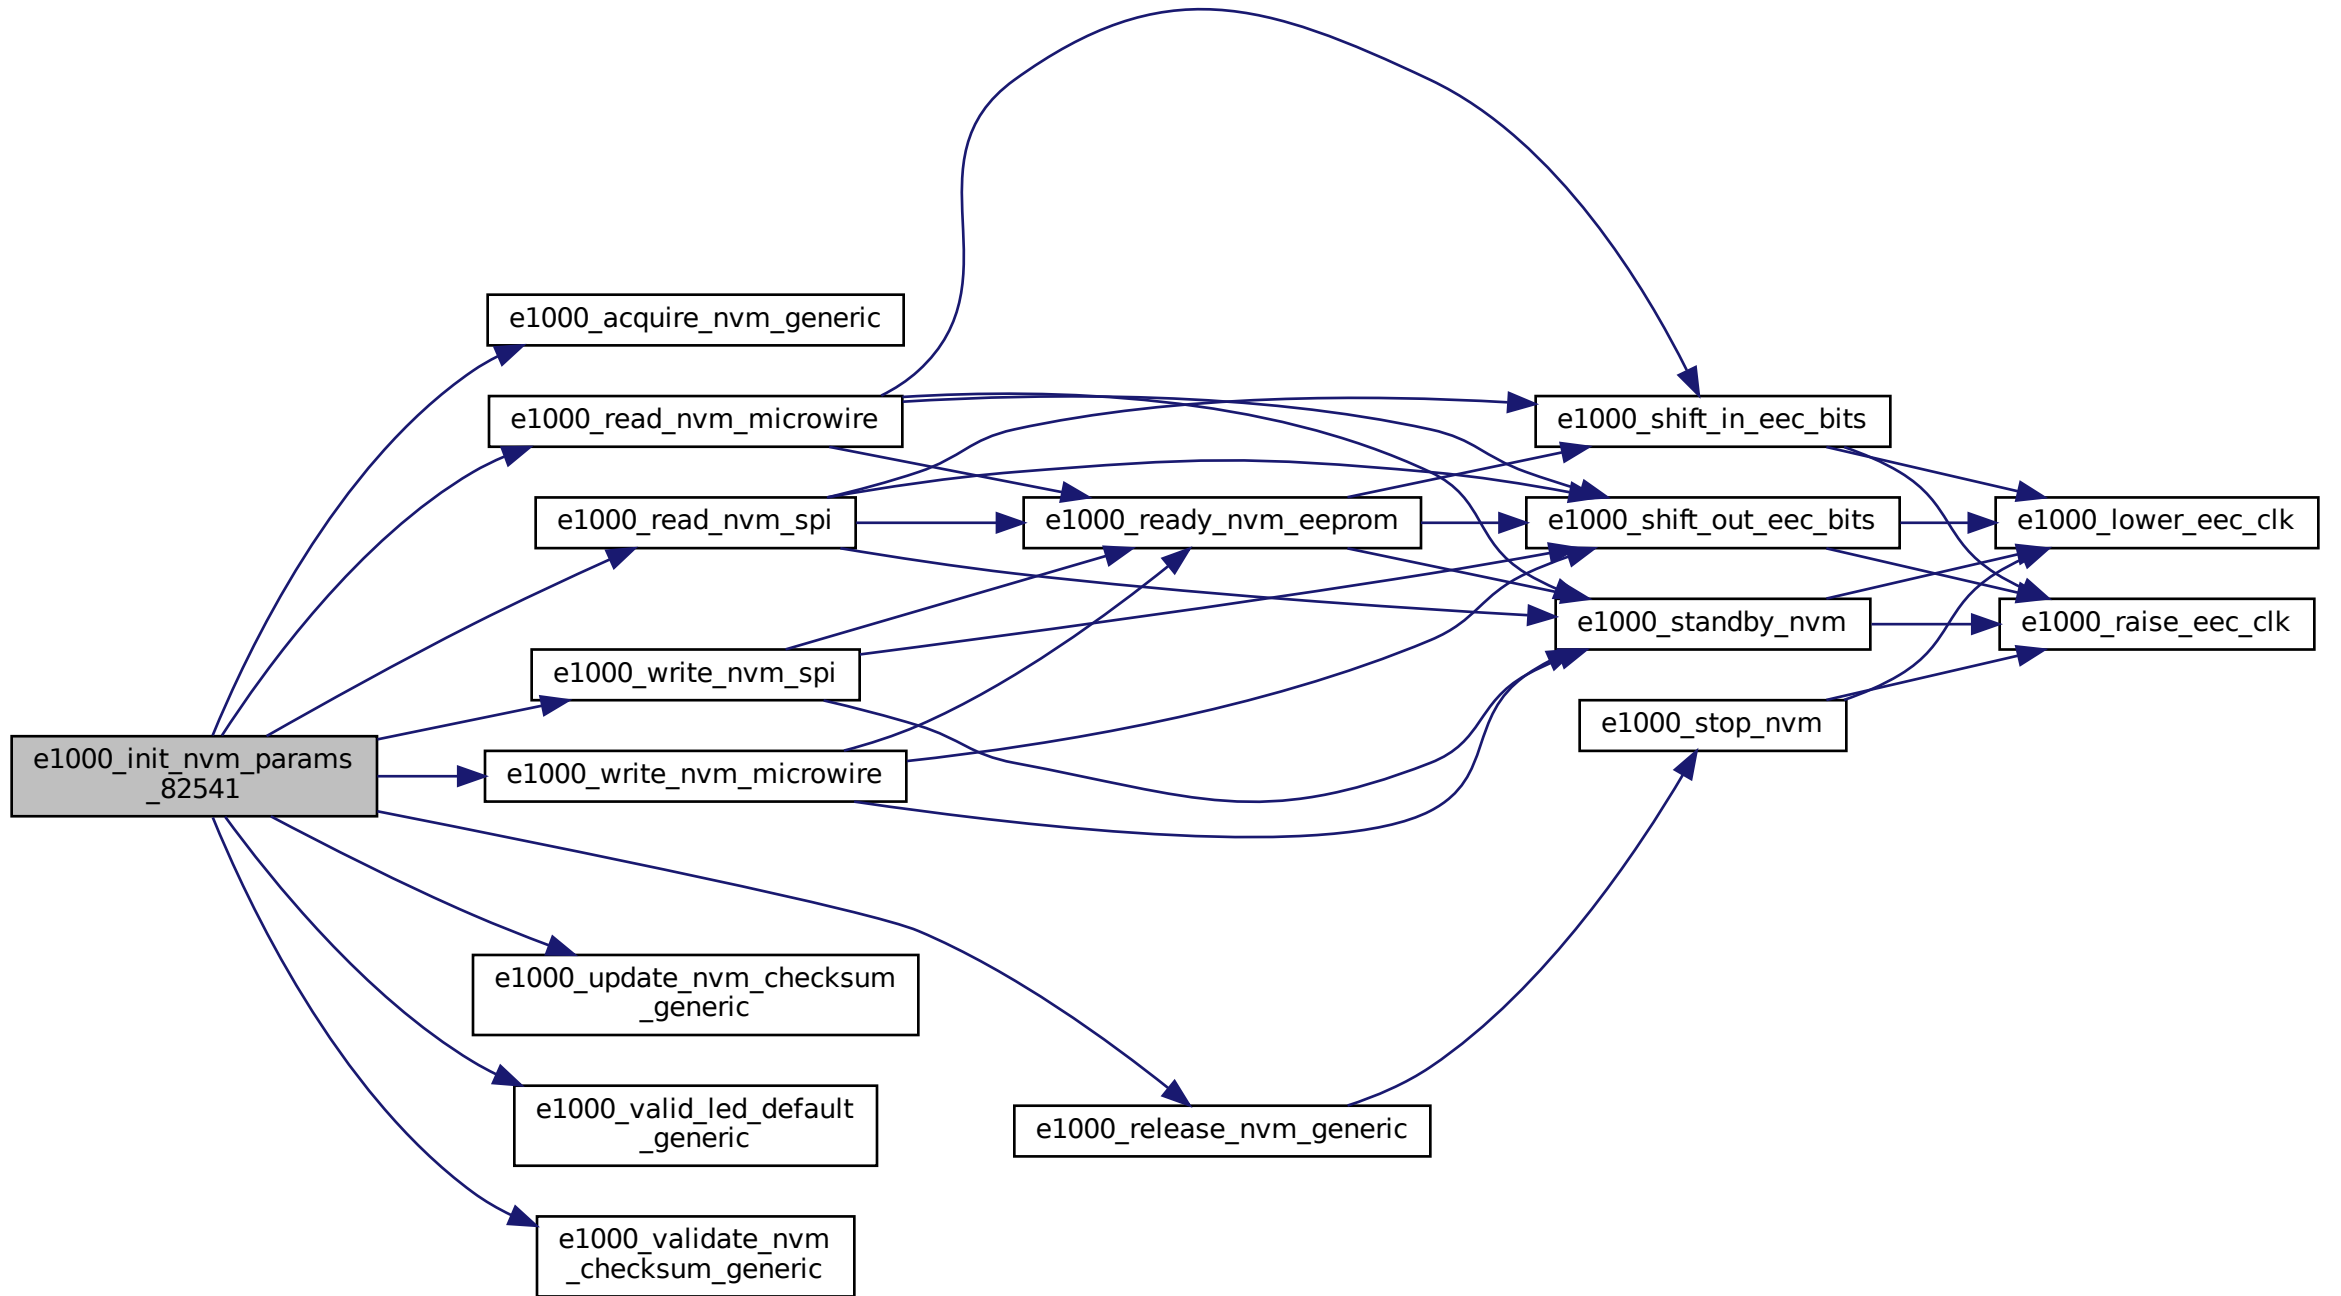 e1000_acquire_nvm_generic
e1000_read_nvm_microwire
e1000_shift_in_eec_bits
e1000_read_nvm_spi
e1000_ready_nvm_eeprom
e1000_shift_out_eec_bits
e1000_lower_eec_clk
e1000_standby_nvm
e1000_raise_eec_clk
e1000_write_nvm_spi
e1000_stop_nvm
e1000_init_nvm_params
_82541
e1000_write_nvm_microwire
e1000_update_nvm_checksum
_generic
e1000_valid_led_default
_generic
e1000_release_nvm_generic
e1000_validate_nvm
_checksum_generic